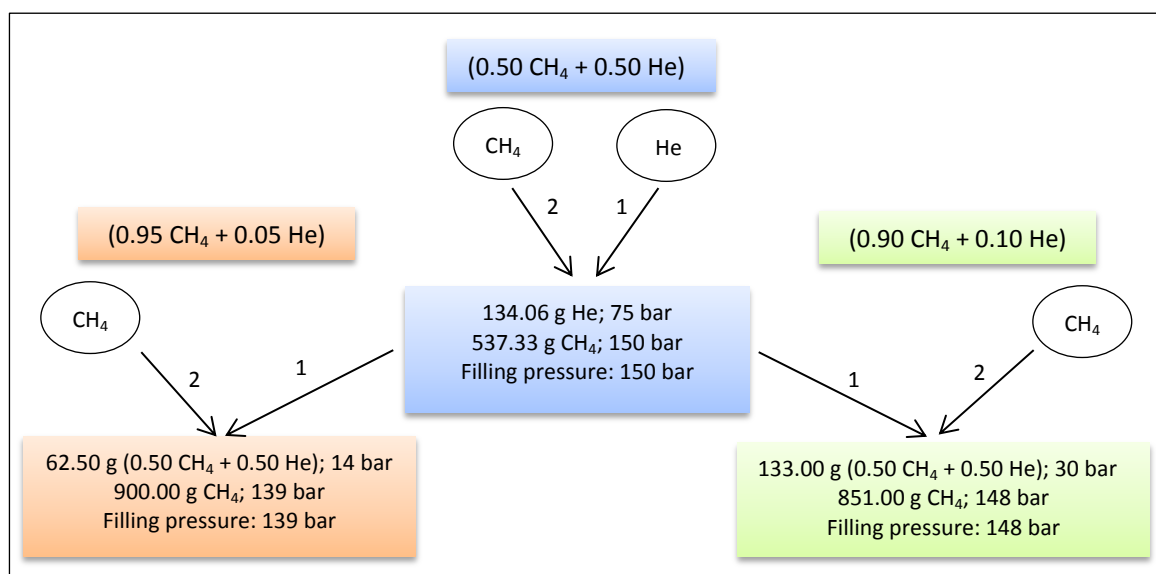 (0.50 CH₄ + 0.50 He)
CH₄
He
2
1
(0.95 CH₄ + 0.05 He)
(0.90 CH₄ + 0.10 He)
CH₄
134.06 g He; 75 bar
537.33 g CH₄; 150 bar
Filling pressure: 150 bar
CH₄
2
1
1
2
62.50 g (0.50 CH₄ + 0.50 He); 14 bar
900.00 g CH₄; 139 bar
Filling pressure: 139 bar
133.00 g (0.50 CH₄ + 0.50 He); 30 bar
851.00 g CH₄; 148 bar
Filling pressure: 148 bar